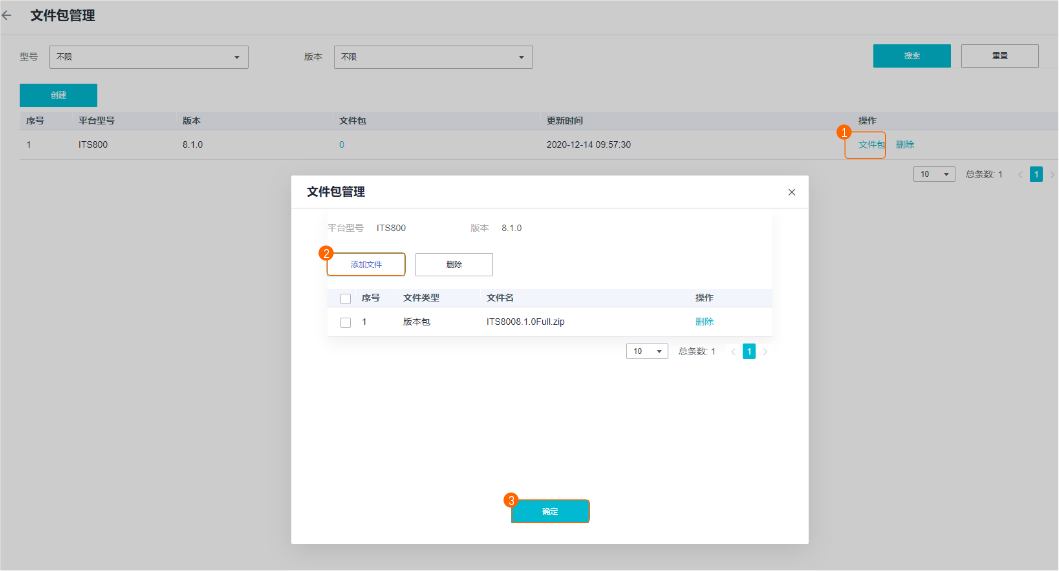 文件包管理
型号 不限 版本 不限 搜索 重置
创建
序号 平台型号 版本 文件包 更新时间 操作
1
1 ITS800 8.1.0 0 2020-12-14 09:57:30 文件包 删除
10 总条数: 1 1
文件包管理
平台型号 ITS800 版本 8.1.0
2
添加文件 删除
序号 文件类型 文件名 操作
1 版本包 ITS8008.1.0Full.zip 删除
10 总条数: 1 1
3
确定